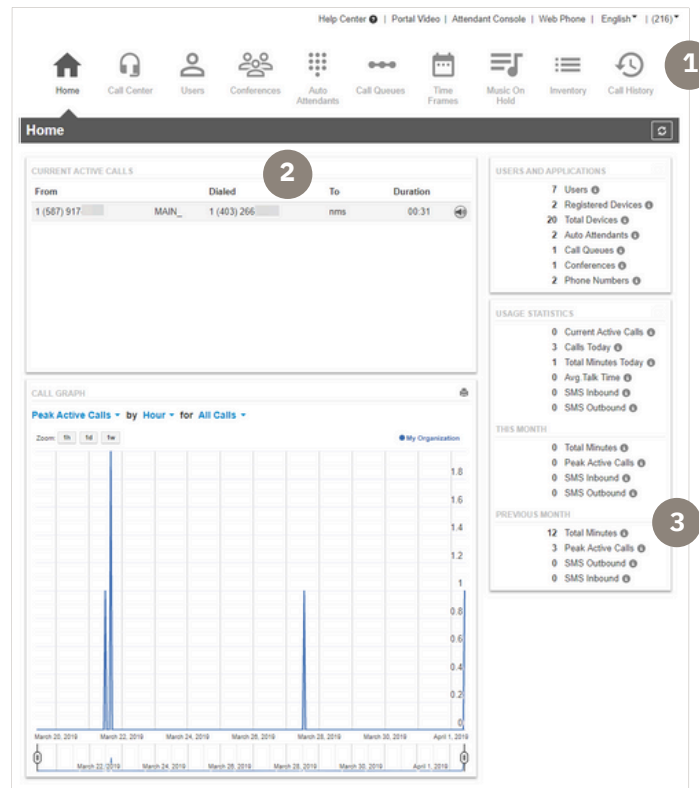 Help Center | Portal Video | Attendant Console | Web Phone | English | (216)
Home
Call Center
Users
Conferences
Auto
Attendants
Call Queues
Time
Frames
Music On
Hold
Inventory
Call History
1
Home
CURRENT ACTIVE CALLS
2
From Dialed To Duration
1 (587) 917 MAIN_ 1 (403) 266 nms 00:31
USERS AND APPLICATIONS
7 Users
2 Registered Devices
20 Total Devices
2 Auto Attendants
1 Call Queues
1 Conferences
2 Phone Numbers
USAGE STATISTICS
0 Current Active Calls
3 Calls Today
1 Total Minutes Today
0 Avg.Talk Time
0 SMS Inbound
0 SMS Outbound
THIS MONTH
0 Total Minutes
0 Peak Active Calls
0 SMS Inbound
0 SMS Outbound
PREVIOUS MONTH
3
12 Total Minutes
3 Peak Active Calls
0 SMS Outbound
0 SMS Inbound
CALL GRAPH
Peak Active Calls by Hour for All Calls
Zoom 1h 1d 1w
My Organization
1.8
1.6
1.4
1.2
1
0.8
0.6
0.4
0.2
0
March 20, 2019 March 22, 2019 March 24, 2019 March 26, 2019 March 28, 2019 March 30, 2019 April 1, 2019
March 22, 2019 March 24, 2019 March 26, 2019 March 28, 2019 March 30, 2019 April 1, 2019